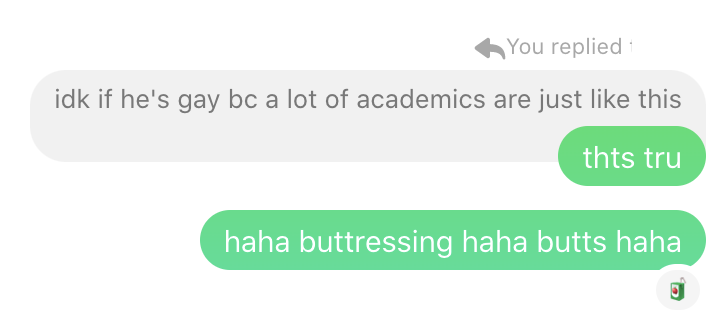 You replied
idk if he's gay bc a lot of academics are just like this
thts tru
haha buttressing haha butts haha